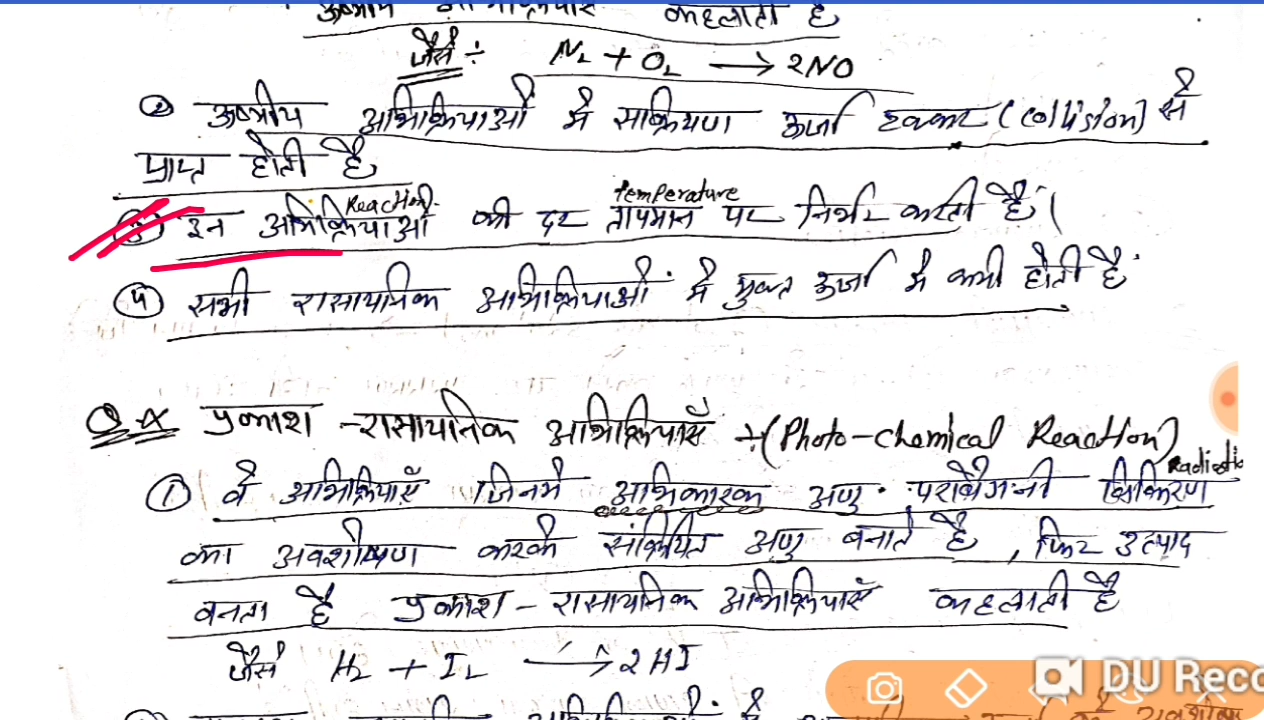 कहलाती है
जैसे ÷ N₂ + O₂ → 2NO
② ऊष्मीय अभिक्रियाओं में सक्रियण ऊर्जा टक्कर (collision) से
प्राप्त होती है
③ इन अभिक्रियाओं (Reaction) की दर तापमान temperature पर निर्भर करती है।
④ सभी रासायनिक अभिक्रियाओं में मुक्त ऊर्जा में कमी होती है
Q.X प्रकाश - रासायनिक अभिक्रियाएँ ÷ (Photo-Chemical Reaction)
① वे अभिक्रियाएँ जिनमें अभिकारक अणु पराबैंगनी विकिरण Radiatio
का अवशोषण करके सक्रियित अणु बनाते है, फिर उत्पाद
बनता है प्रकाश - रासायनिक अभिक्रियाएँ कहलाती है
जैसे H₂ + I₂ → 2HI
DU Reco